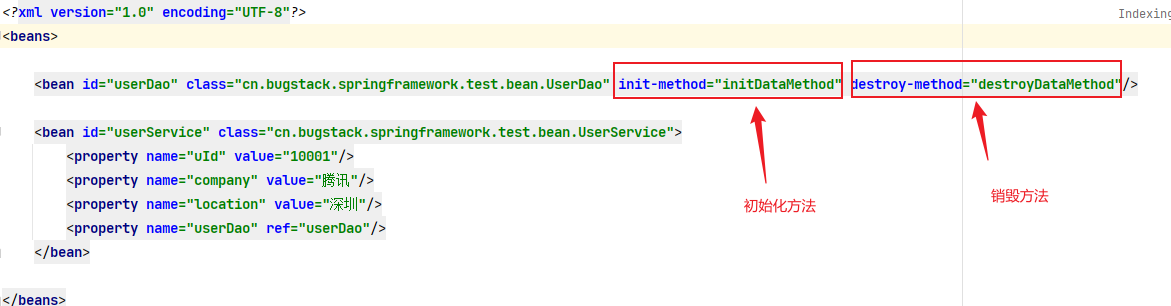 <?xml version="1.0" encoding="UTF-8"?>
Indexing
<beans>
<bean id="userDao" class="cn.bugstack.springframework.test.bean.UserDao" init-method="initDataMethod" destroy-method="destroyDataMethod"/>
<bean id="userService" class="cn.bugstack.springframework.test.bean.UserService">
<property name="uId" value="10001"/>
<property name="company" value="腾讯"/>
<property name="location" value="深圳"/>
<property name="userDao" ref="userDao"/>
</bean>
初始化方法
销毁方法
</beans>